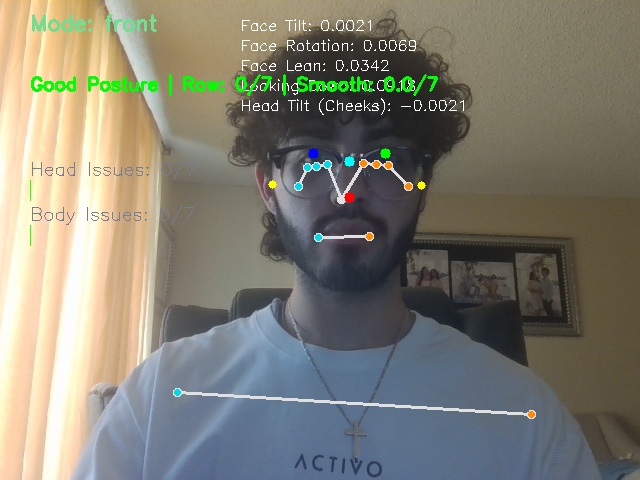 Mode: front
Face Tilt: 0.0021
Face Rotation: 0.0069
Face Lean: 0.0342
Good Posture | Raw: 0/7 | Smooth: 0.0/7
Head Tilt (Cheeks): -0.0021
Head Issues: 0/7
Body Issues: 0/7
ACTIVO